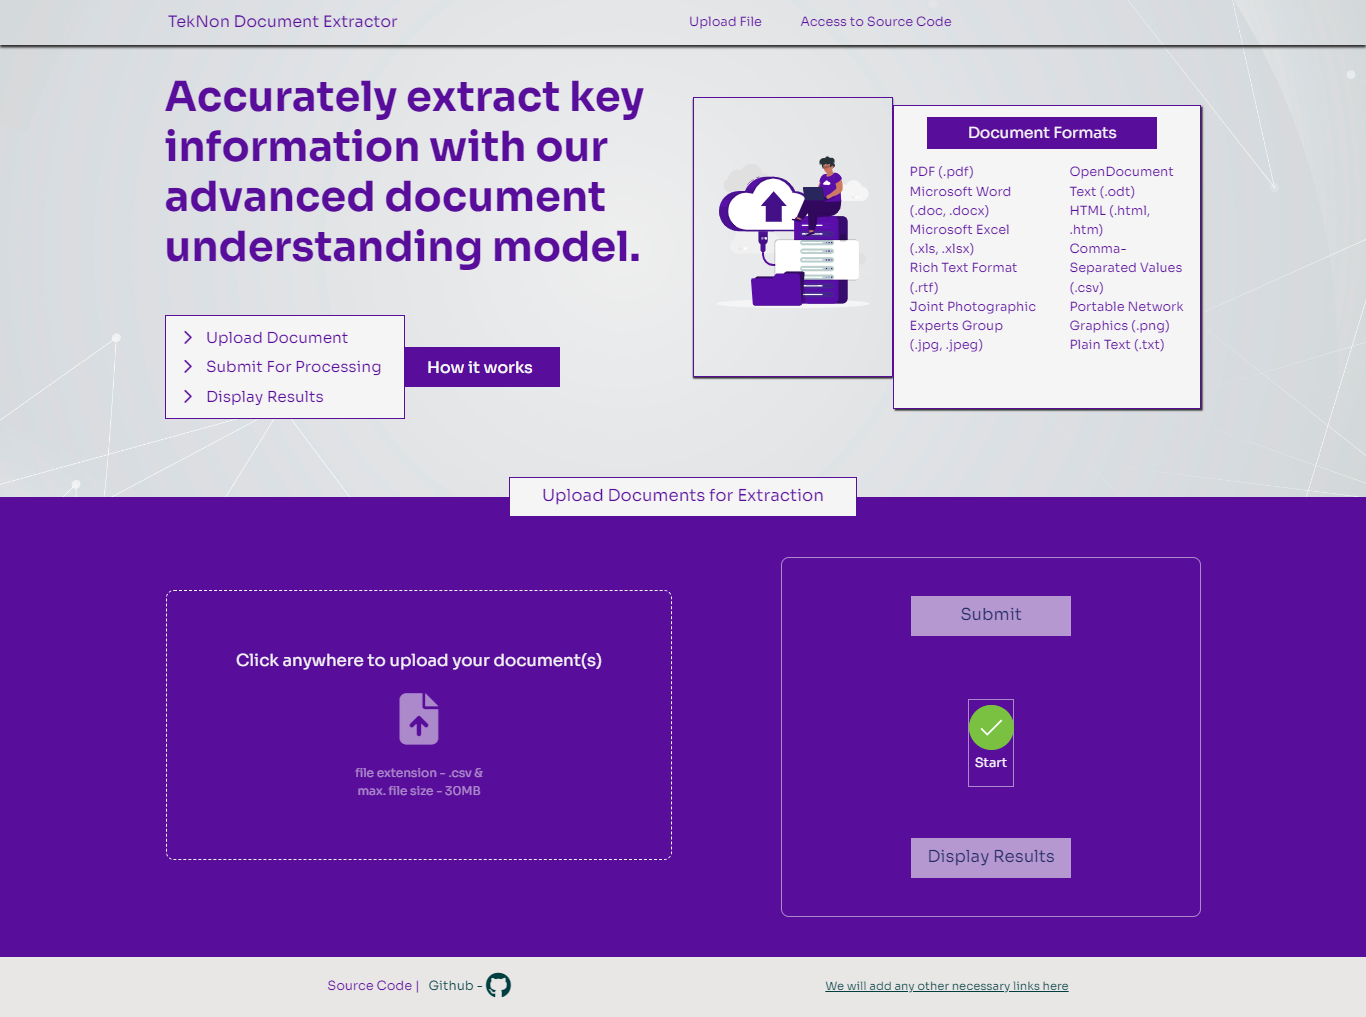 TekNon Document Extractor
Upload File
Access to Source Code
Accurately extract key
information with our
advanced document
understanding model.
Upload Document
Submit For Processing
Display Results
How it works
Document Formats
PDF (.pdf)
Microsoft Word
(.doc, .docx)
Microsoft Excel
(.xls, .xlsx)
Rich Text Format
(.rtf)
Joint Photographic
Experts Group
(.jpg, .jpeg)
OpenDocument
Text (.odt)
HTML (.html,
.htm)
Comma-
Separated Values
(.csv)
Portable Network
Graphics (.png)
Plain Text (.txt)
Upload Documents for Extraction
Click anywhere to upload your document(s)
file extension - .csv &
max. file size - 30MB
Submit
Start
Display Results
Source Code |
Github -
We will add any other necessary links here